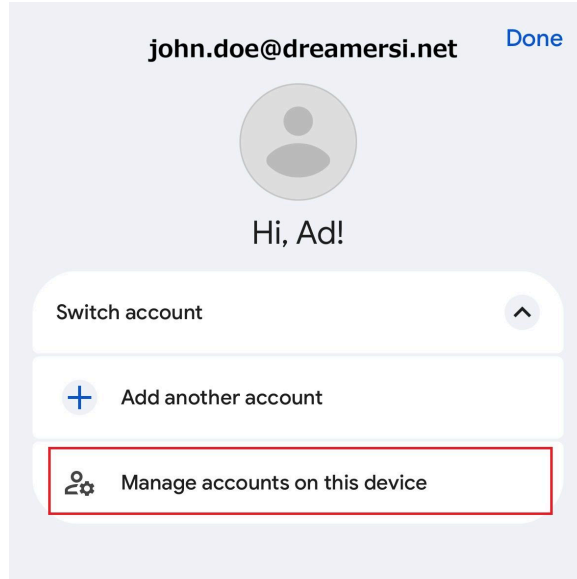 john.doe@dreamersi.net
Done
Hi, Ad!
Switch account
Add another account
Manage accounts on this device